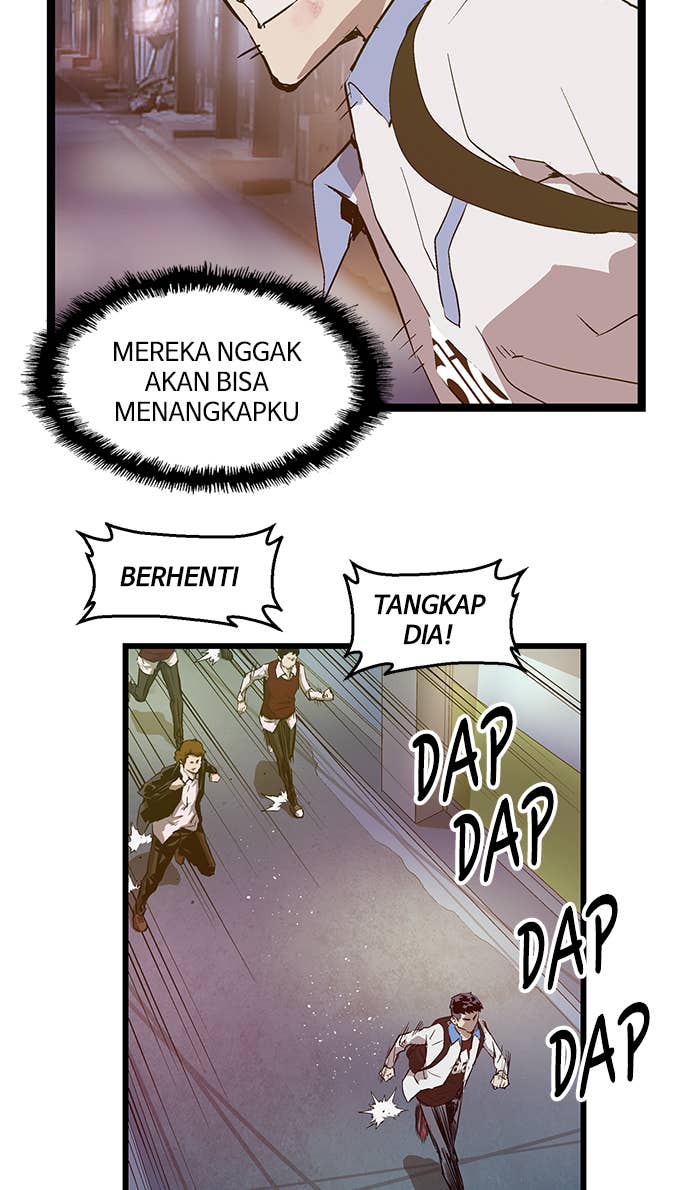 MEREKA NGGAK
AKAN BISA
MENANGKAPKU
BERHENTI
TANGKAP
DIA!
DAP
DAP
DAP
DAP